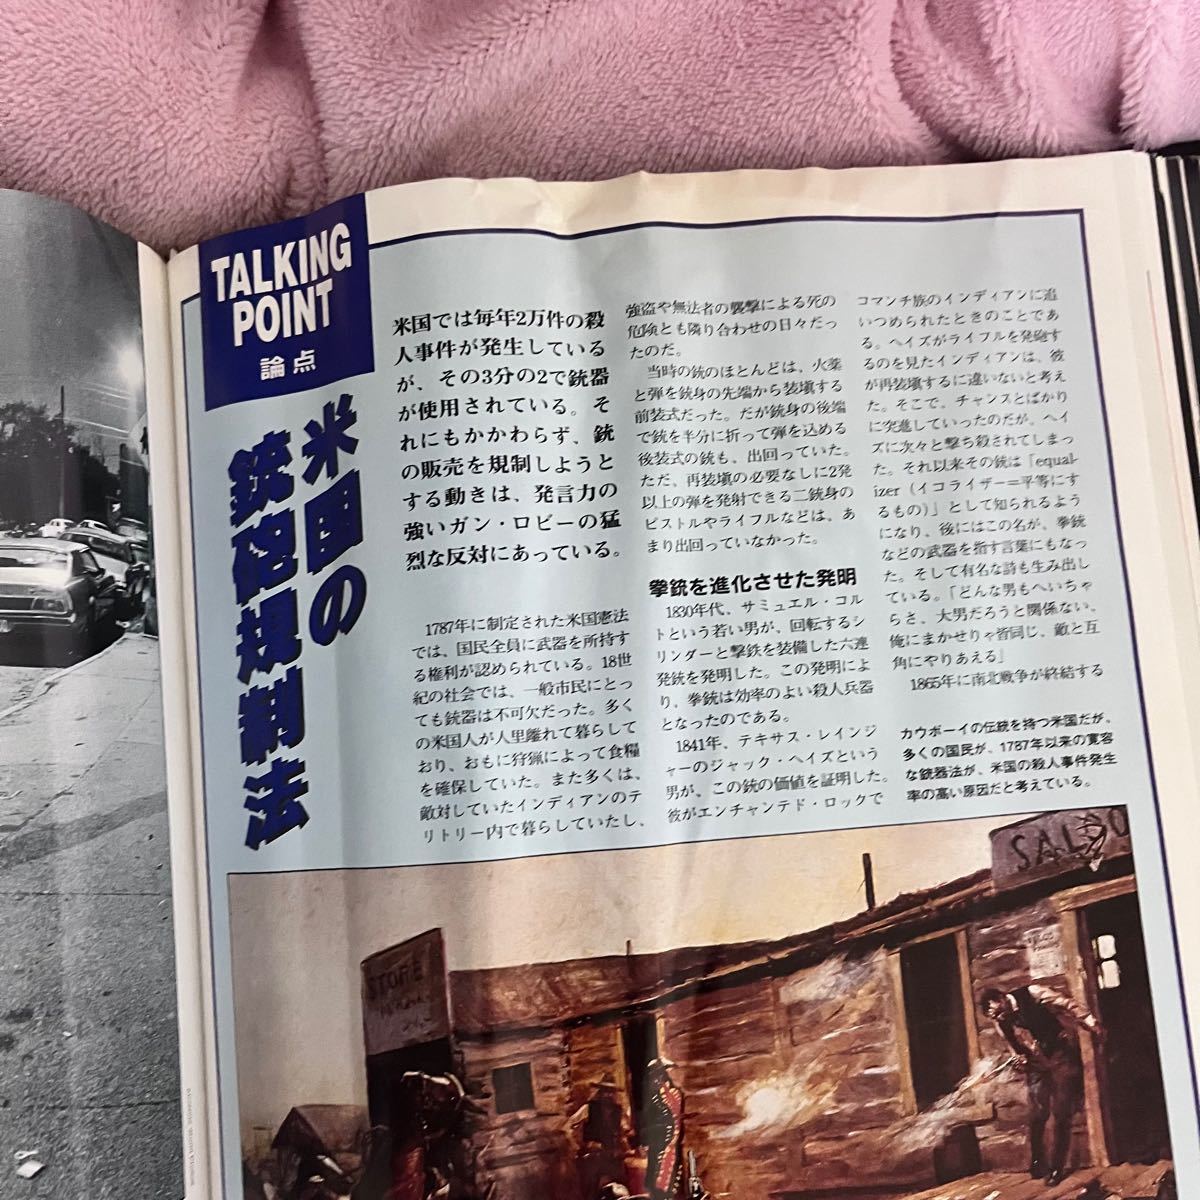 TALKING
POINT
論点
米国の
銃砲規制法
米国では毎年2万件の殺
人事件が発生している
が、その3分の2で銃器
が使用されている。そ
れにもかかわらず、銃
の販売を規制しようと
する動きは、発言力の
強いガン・ロビーの猛
烈な反対にあっている。
1787年に制定された米国憲法
では、国民全員に武器を所持す
る権利が認められている。18世
紀の社会では、一般市民にとっ
ても銃器は不可欠だった。多く
の米国人が人里離れて暮らして
おり、おもに狩猟によって食糧
を確保していた。また多くは、
敵対していたインディアンのテ
リトリー内で暮らしていたし、
強盗や無法者の襲撃による死の
危険とも隣り合わせの日々だっ
たのだ。
当時の銃のほとんどは、火薬
と弾を銃身の先端から装填する
前装式だった。だが銃身の後端
で銃を半分に折って弾を込める
後装式の銃も、出回っていた。
ただ、再装填の必要なしに2発
以上の弾を発射できる二銃身の
ピストルやライフルなどは、あ
まり出回っていなかった。
拳銃を進化させた発明
1830年代、サミュエル・コル
トという若い男が、回転するシ
リンダーと撃鉄を装備した六連
発銃を発明した。この発明によ
り、拳銃は効率のよい殺人兵器
となったのである。
1841年、テキサス・レインジ
ャーのジャック・ヘイズという
男が、この銃の価値を証明した。
彼がエンチャンテド・ロックで
コマンチ族のインディアンに追
いつめられたときのことであ
る。ヘイズがライフルを発砲す
るのを見たインディアンは、彼
が再装填するに違いないと考え
た。そこで、チャンスとばかり
に突進していったのだが、ヘイ
ズに次々と撃ち殺されてしまっ
た。それ以来その銃は「equal-
izer（イコライザー＝平等にす
るもの）」として知られるよう
になり、後にはこの名が、拳銃
などの武器を指す言葉にもなっ
た。そして有名な詩も生み出し
ている。「どんな男もへいちゃ
らさ、大男だろうと関係ない、
俺にまかせりゃ皆同じ、敵と互
角にやりあえる」
1865年に南北戦争が終結する
カウボーイの伝統を持つ米国だが、
多くの国民が、1787年以来の寛容
な銃器法が、米国の殺人事件発生
率の高い原因だと考えている。
STORE
SALOO